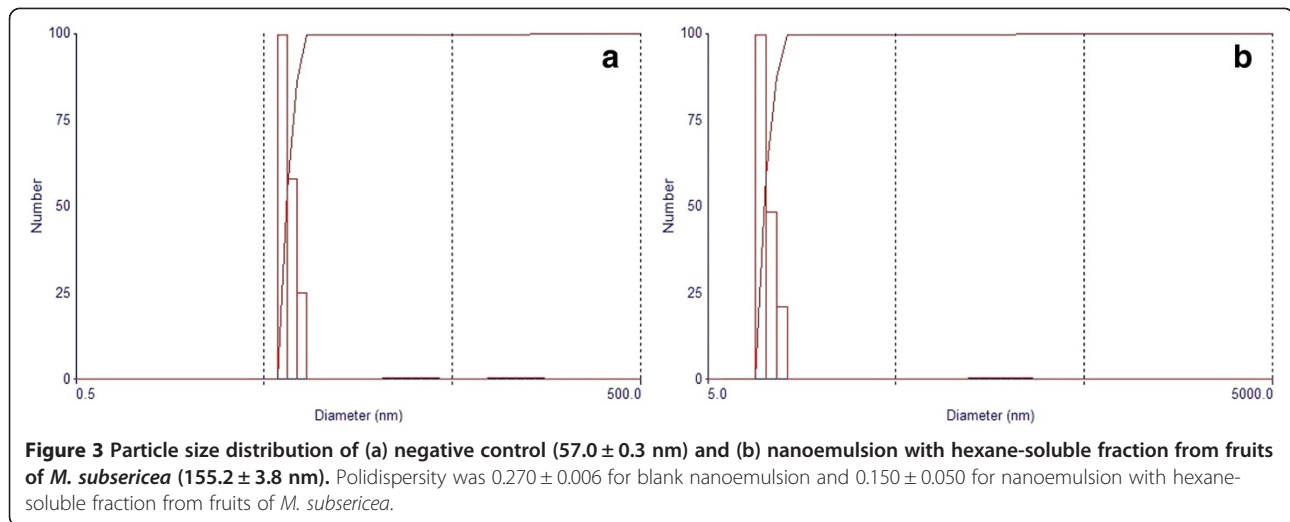 100
75
50
25
0
Number
0.5
500.0
Diameter (nm)
a
100
75
50
25
0
Number
5.0
5000.0
Diameter (nm)
b
Figure 3 Particle size distribution of (a) negative control (57.0 ± 0.3 nm) and (b) nanoemulsion with hexane-soluble fraction from fruits
of M. subsericea (155.2 ± 3.8 nm). Polidispersity was 0.270 ± 0.006 for blank nanoemulsion and 0.150 ± 0.050 for nanoemulsion with hexane-
soluble fraction from fruits of M. subsericea.